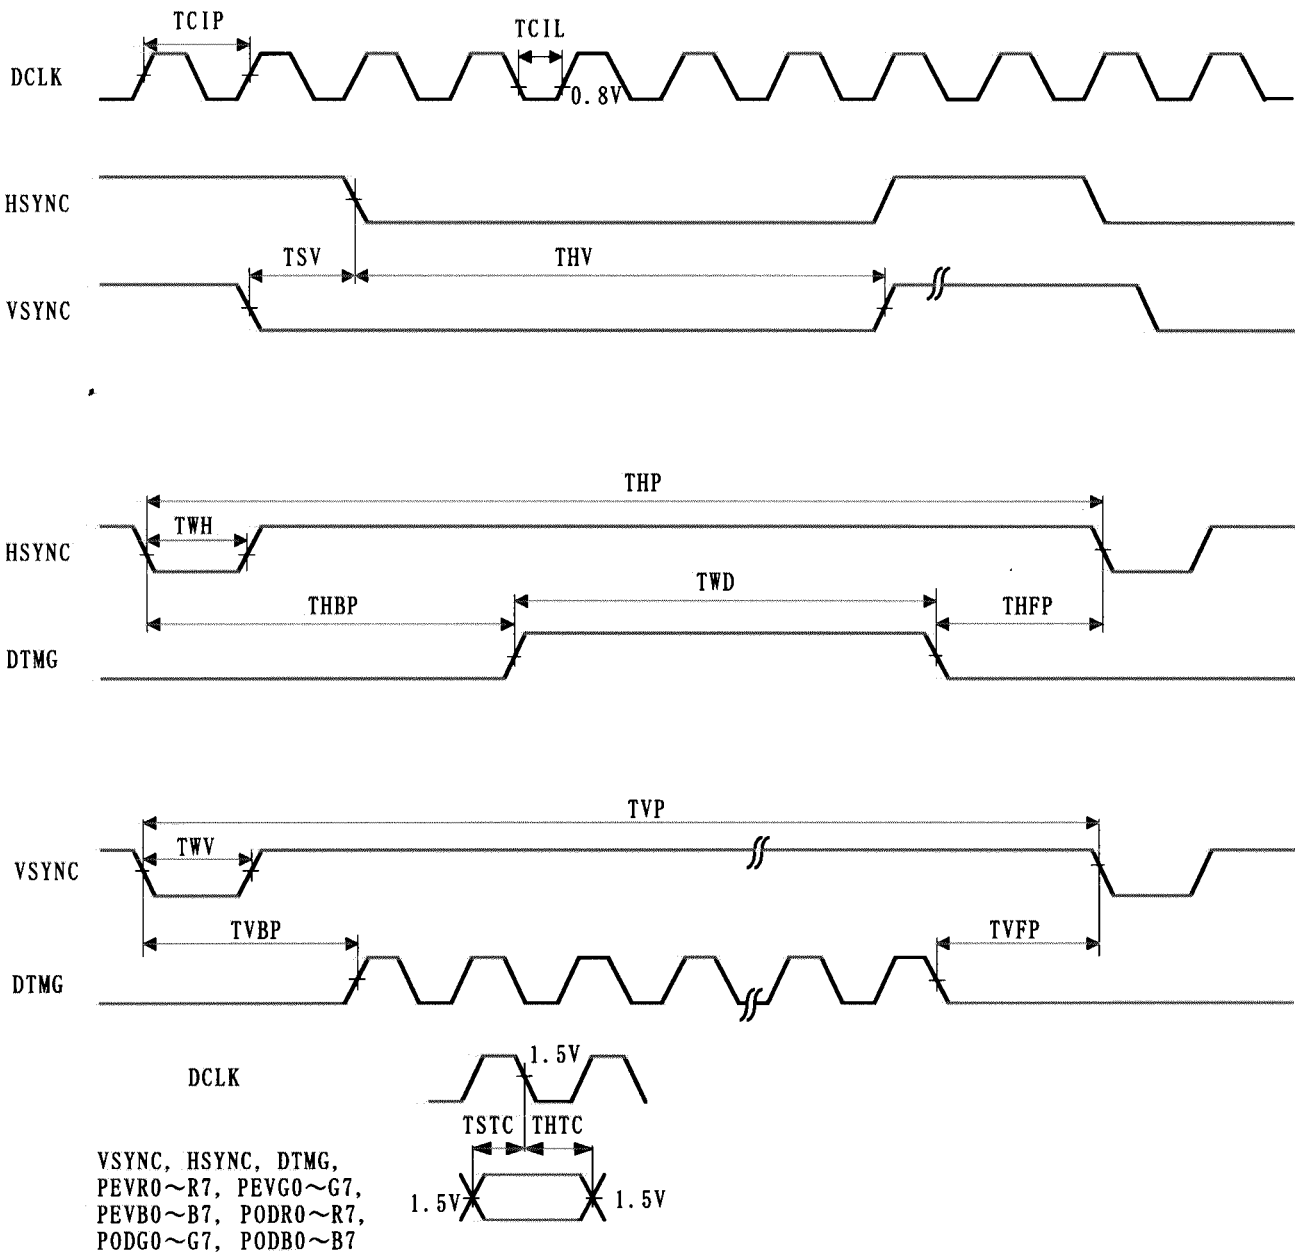 TCIP
TCIL
DCLK
0.8V
HSYNC
TSV
THV
VSYNC
THP
TWH
HSYNC
TWD
THBP
THFP
DTMG
TVP
TWV
VSYNC
TVBP
TVFP
DTMG
1.5V
DCLK
TSTC THTC
VSYNC, HSYNC, DTMG,
PEVR0～R7, PEVG0～G7,
1.5V
1.5V
PEVB0～B7, PODR0～R7,
PODG0～G7, PODB0～B7